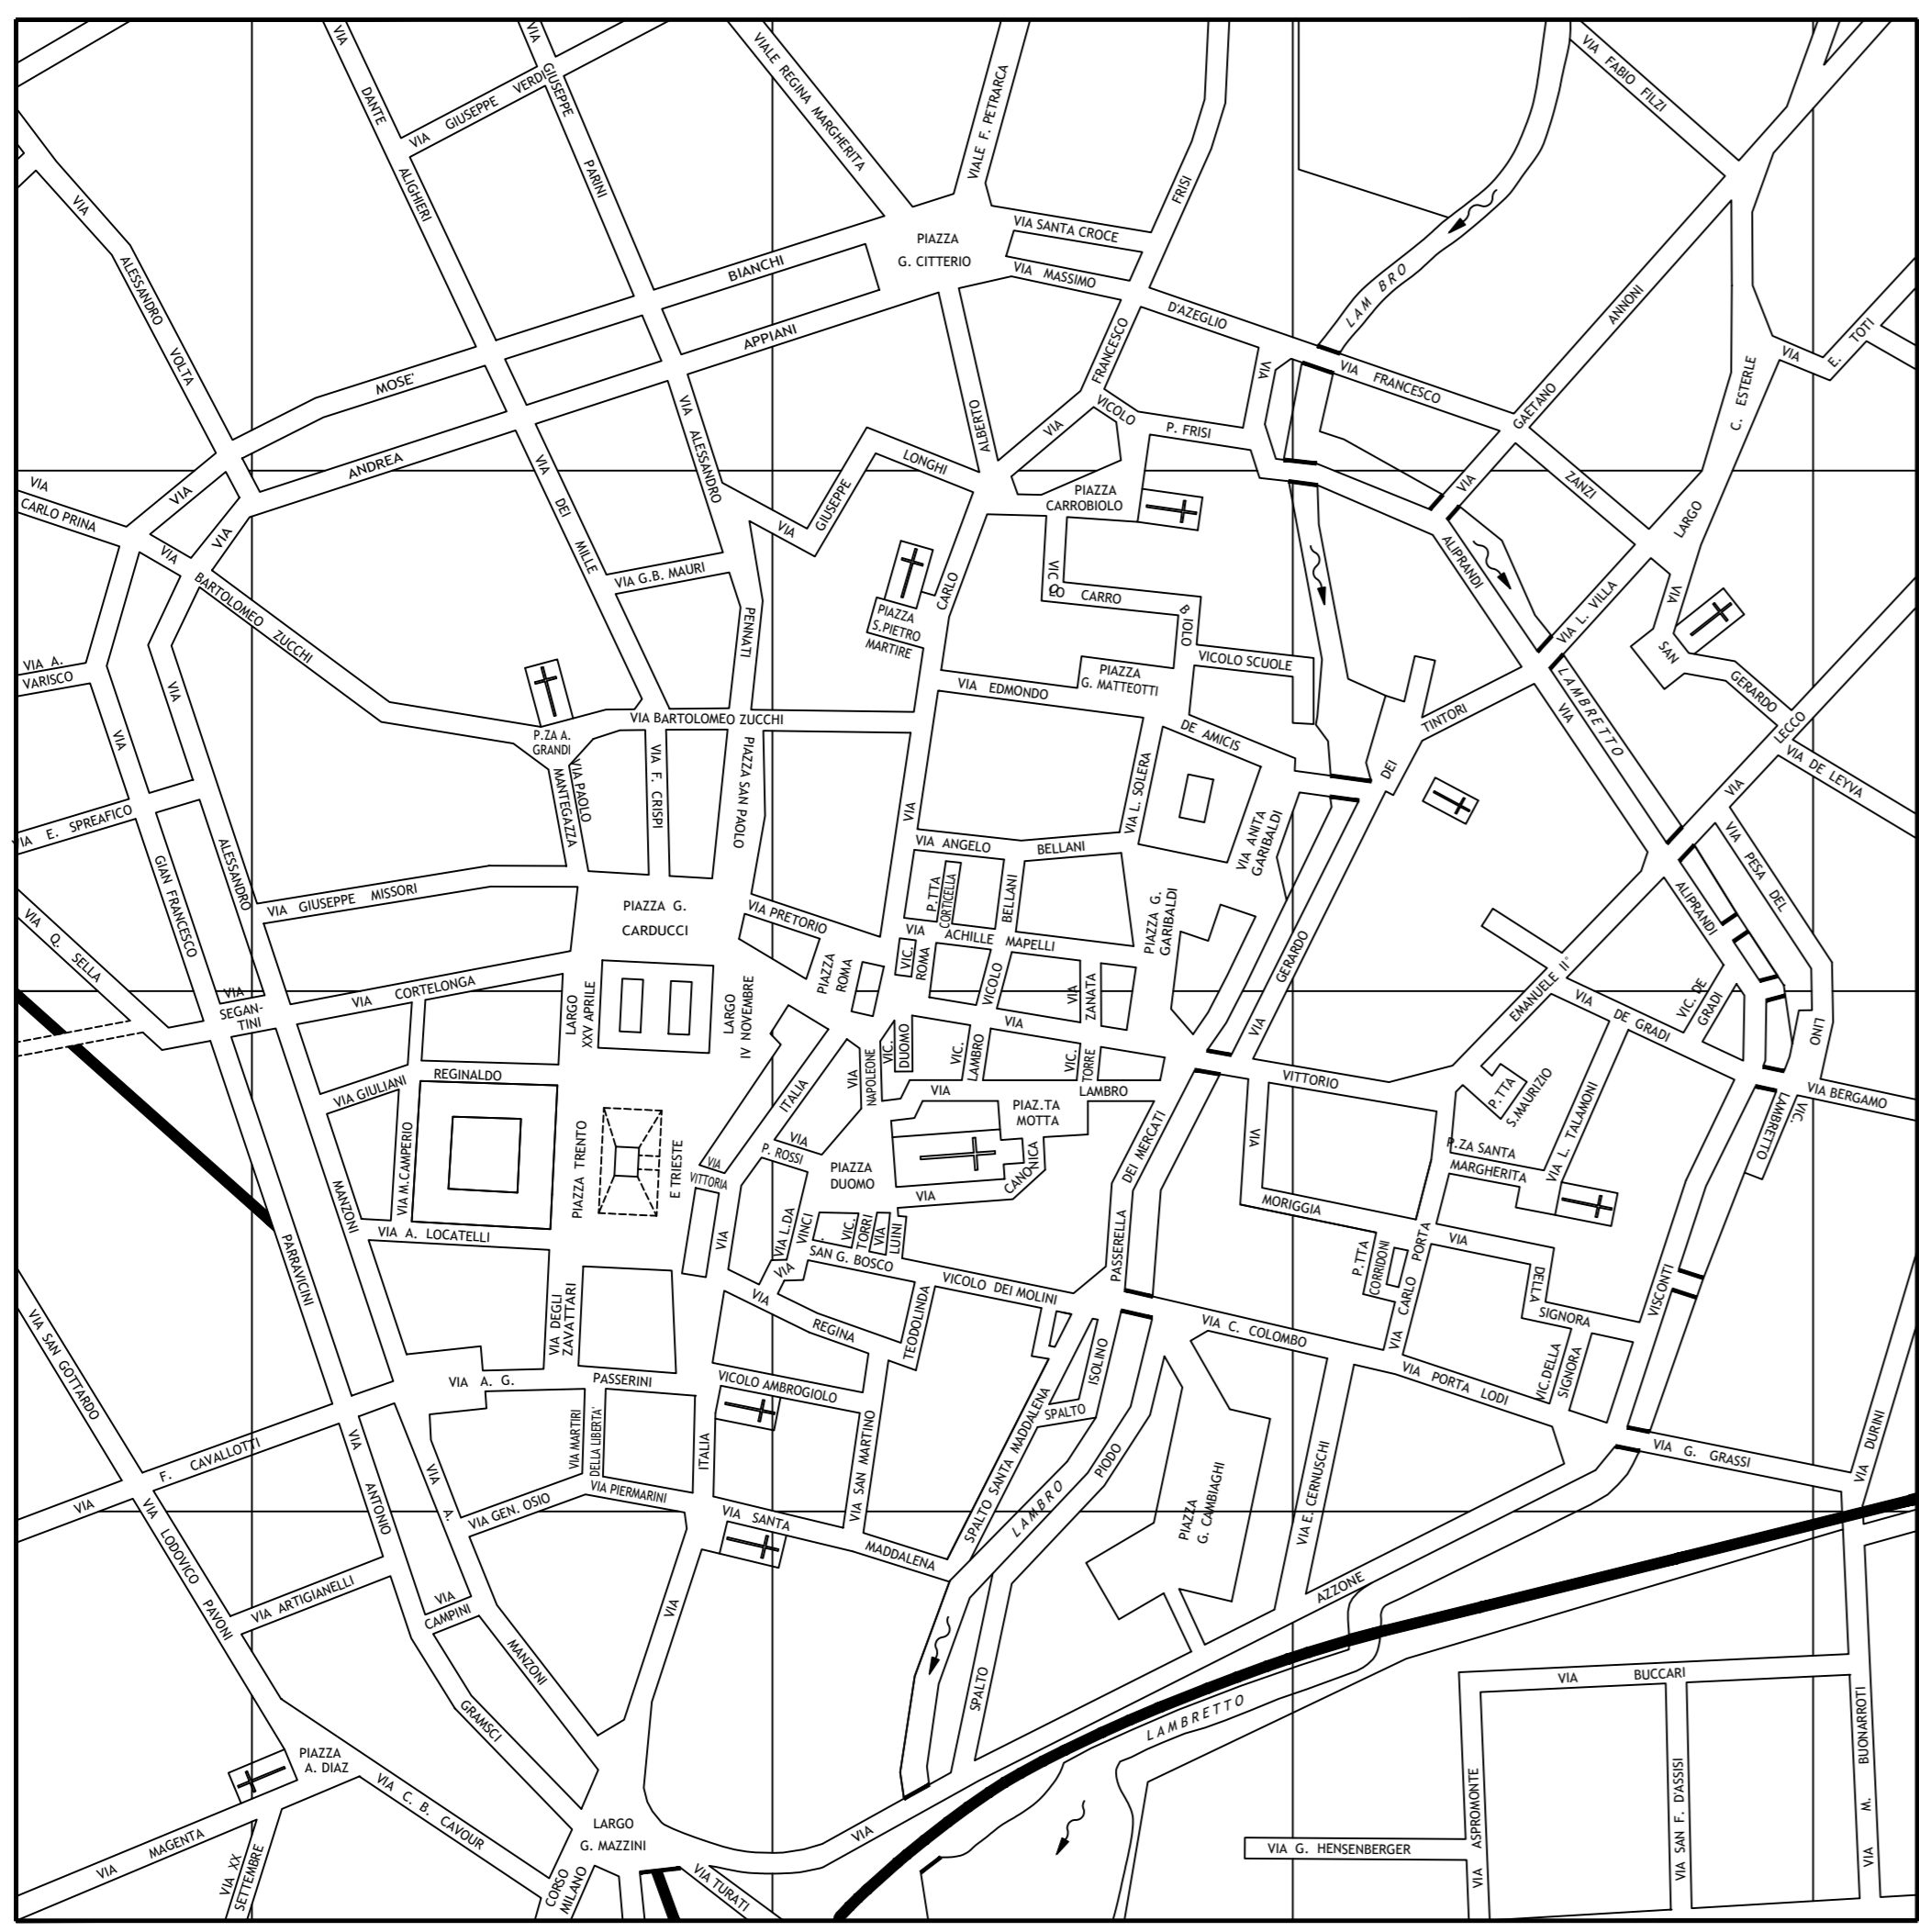 VIA
DANTE
ALIGHIERI
VIA GIUSEPPE VERDI
VIA
GIUSEPPE
PARINI
VIALE REGINA MARGHERITA
VIALE F. PETRARCA
FRISI
VIA FABIO FILZI
VIA
ALESSANDRO
VOLTA
PIAZZA
G. CITTERIO
VIA SANTA CROCE
VIA MASSIMO
D'AZEGLIO
BIANCHI
MOSE'
APPIANI
ANDREA
LAMBRO
ANNONI
GAETANO
VIA
VIA E. TOTI
C. ESTERLE
LARGO
VIA FRANCESCO
ZANZI
VIA
FRANCESCO
VIA
VICOLO
P. FRISI
ALBERTO
LONGHI
GIUSEPPE
VIA
VIA
ALESSANDRO
PENNATI
VIA
DEI
MILLE
VIA G.B. MAURI
VIA
CARLO PRINA
VIA
VIA
VIA
BARTOLOMEO ZUCCHI
PIAZZA
CARROBIOLO
VICOLO
CARRO
BIOLO
VICOLO SCUOLE
CARLO
PIAZZA
S.PIETRO
MARTIRE
ALIPRANDI
VIA L. VILLA
VIA
SAN
GERARDO
LECCO
VIA
VIA DE LEYVA
VIA A.
VARISCO
VIA
VIA
VIA EDMONDO
PIAZZA
G. MATTEOTTI
DE AMICIS
TINTORI
DEI
LAMBRETTO
VIA
VIA BARTOLOMEO ZUCCHI
P.ZA A.
GRANDI
VIA PAOLO
MANTEGAZZA
VIA F. CRISPI
PIAZZA SAN PAOLO
VIA
VIA L. SOLERA
VIA ANITA
GARIBALDI
VIA ANGELO
BELLANI
VIA E. SPREAFICO
GIAN FRANCESCO
ALESSANDRO
VIA GIUSEPPE MISSORI
PIAZZA G.
CARDUCCI
VIA PRETORIO
P.TTA
CORTICELLA
BELLANI
VIA
ACHILLE MAPELLI
PIAZZA G.
GARIBALDI
GERARDO
VIA
ALIPRANDI
VIA PESA DEL
LINO
VIA Q. SELLA
VIA
SEGAN-
TINI
VIA CORTELONGA
LARGO
XXV APRILE
LARGO
IV NOVEMBRE
PIAZZA
ROMA
VIC.
ROMA
VICOLO
VIA
ZANATA
VIA
EMANUELE II°
VIA
DE GRADI
VIC. DE
GRADI
VIC.
DUOMO
VIC.
LAMBRO
VIC.
TORRE
VIA
NAPOLEONE
VIA
LAMBRO
VITTORIO
VIA GIULIANI
REGINALDO
VIA M.CAMPERIO
ITALIA
PIAZ.TA
MOTTA
P.TTA
S.MAURIZIO
VIA L. TALAMONI
VIA BERGAMO
VIC.
LAMBRETTO
PIAZZA TRENTO
E TRIESTE
VIA
P. ROSSI
VIA
VITTORIA
PIAZZA
DUOMO
CANONICA
VIA
DEI MERCATI
PASSERELLA
VIA
MORIGGIA
P.ZA SANTA
MARGHERITA
MANZONI
PARRAVICINI
VIA A. LOCATELLI
VIA
VIA L.DA
VINCI
VIC.
TORRI
VIA
LUINI
VIA
SAN G. BOSCO
VICOLO DEI MOLINI
P.TTA
CORRIDONI
VIA CARLO PORTA
VIA
DELLA
SIGNORA
VISCONTI
VIA SAN GOTTARDO
VIA DEGLI
ZAVATTARI
VIA
REGINA
TEODOLINDA
VIA C. COLOMBO
VIA PORTA LODI
VIC.DELLA
SIGNORA
VIA A. G.
PASSERINI
VICOLO AMBROGIOLO
ISOLINO
SPALTO
VIA
F. CAVALLOTTI
VIA MARTIRI
DELLA LIBERTA'
ITALIA
VIA SAN MARTINO
SPALTO SANTA MADDALENA
LAMBRO
PIODO
PIAZZA
G. CAMBIAGHI
VIA E. CERNUSCHI
VIA G. GRASSI
VIA DURINI
VIA
ANTONIO
VIA A.
VIA GEN. OSIO
VIA PIERMARINI
VIA SANTA
MADDALENA
VIA LODOVICO PAVONI
VIA ARTIGIANELLI
VIA
CAMPINI
MANZONI
GRAMSCI
VIA
SPALTO
AZZONE
LAMBRETTO
VIA BUCCARI
PIAZZA
A. DIAZ
VIA C. B. CAVOUR
VIA MAGENTA
VIA XX
SETTEMBRE
LARGO
G. MAZZINI
CORSO
MILANO
VIA TURATI
VIA
VIA G. HENSENBERGER
VIA ASPROMONTE
VIA SAN F. D'ASSISI
VIA M. BUONARROTI